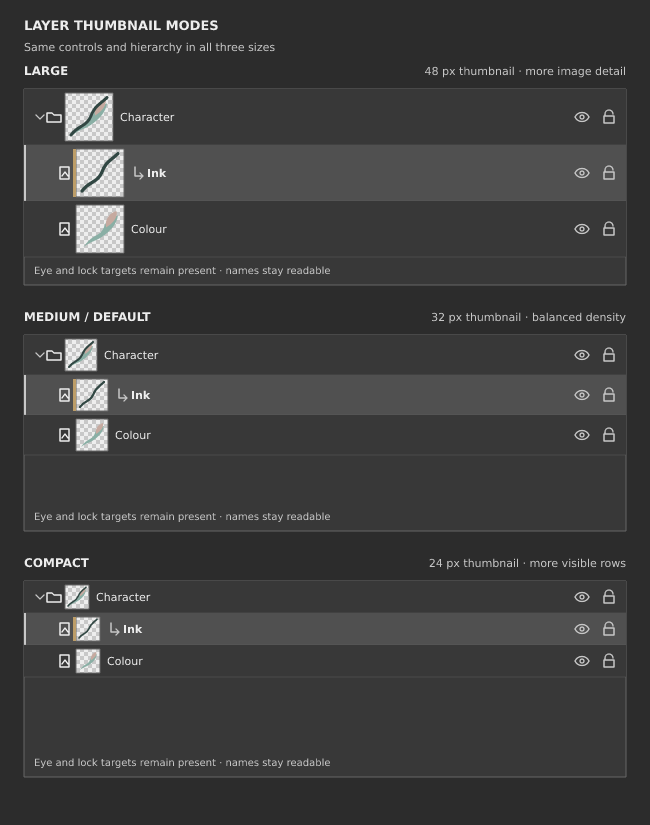 LAYER THUMBNAIL MODES
Same controls and hierarchy in all three sizes
LARGE 48 px thumbnail · more image detail
Character
Ink
Colour
Eye and lock targets remain present · names stay readable
MEDIUM / DEFAULT 32 px thumbnail · balanced density
Character
Ink
Colour
Eye and lock targets remain present · names stay readable
COMPACT 24 px thumbnail · more visible rows
Character
Ink
Colour
Eye and lock targets remain present · names stay readable